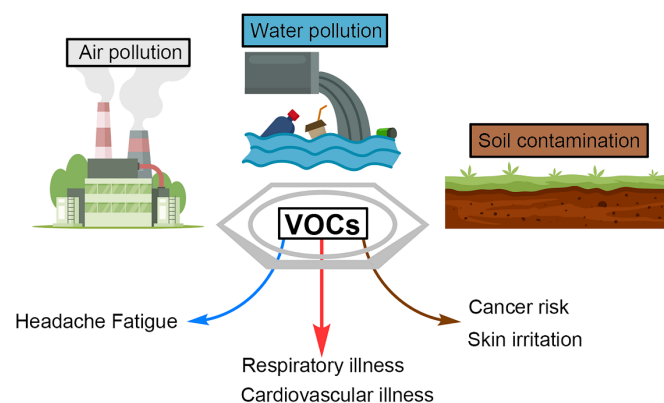 Air pollution
Water pollution
Soil contamination
VOCs
Headache Fatigue
Respiratory illness
Cardiovascular illness
Cancer risk
Skin irritation